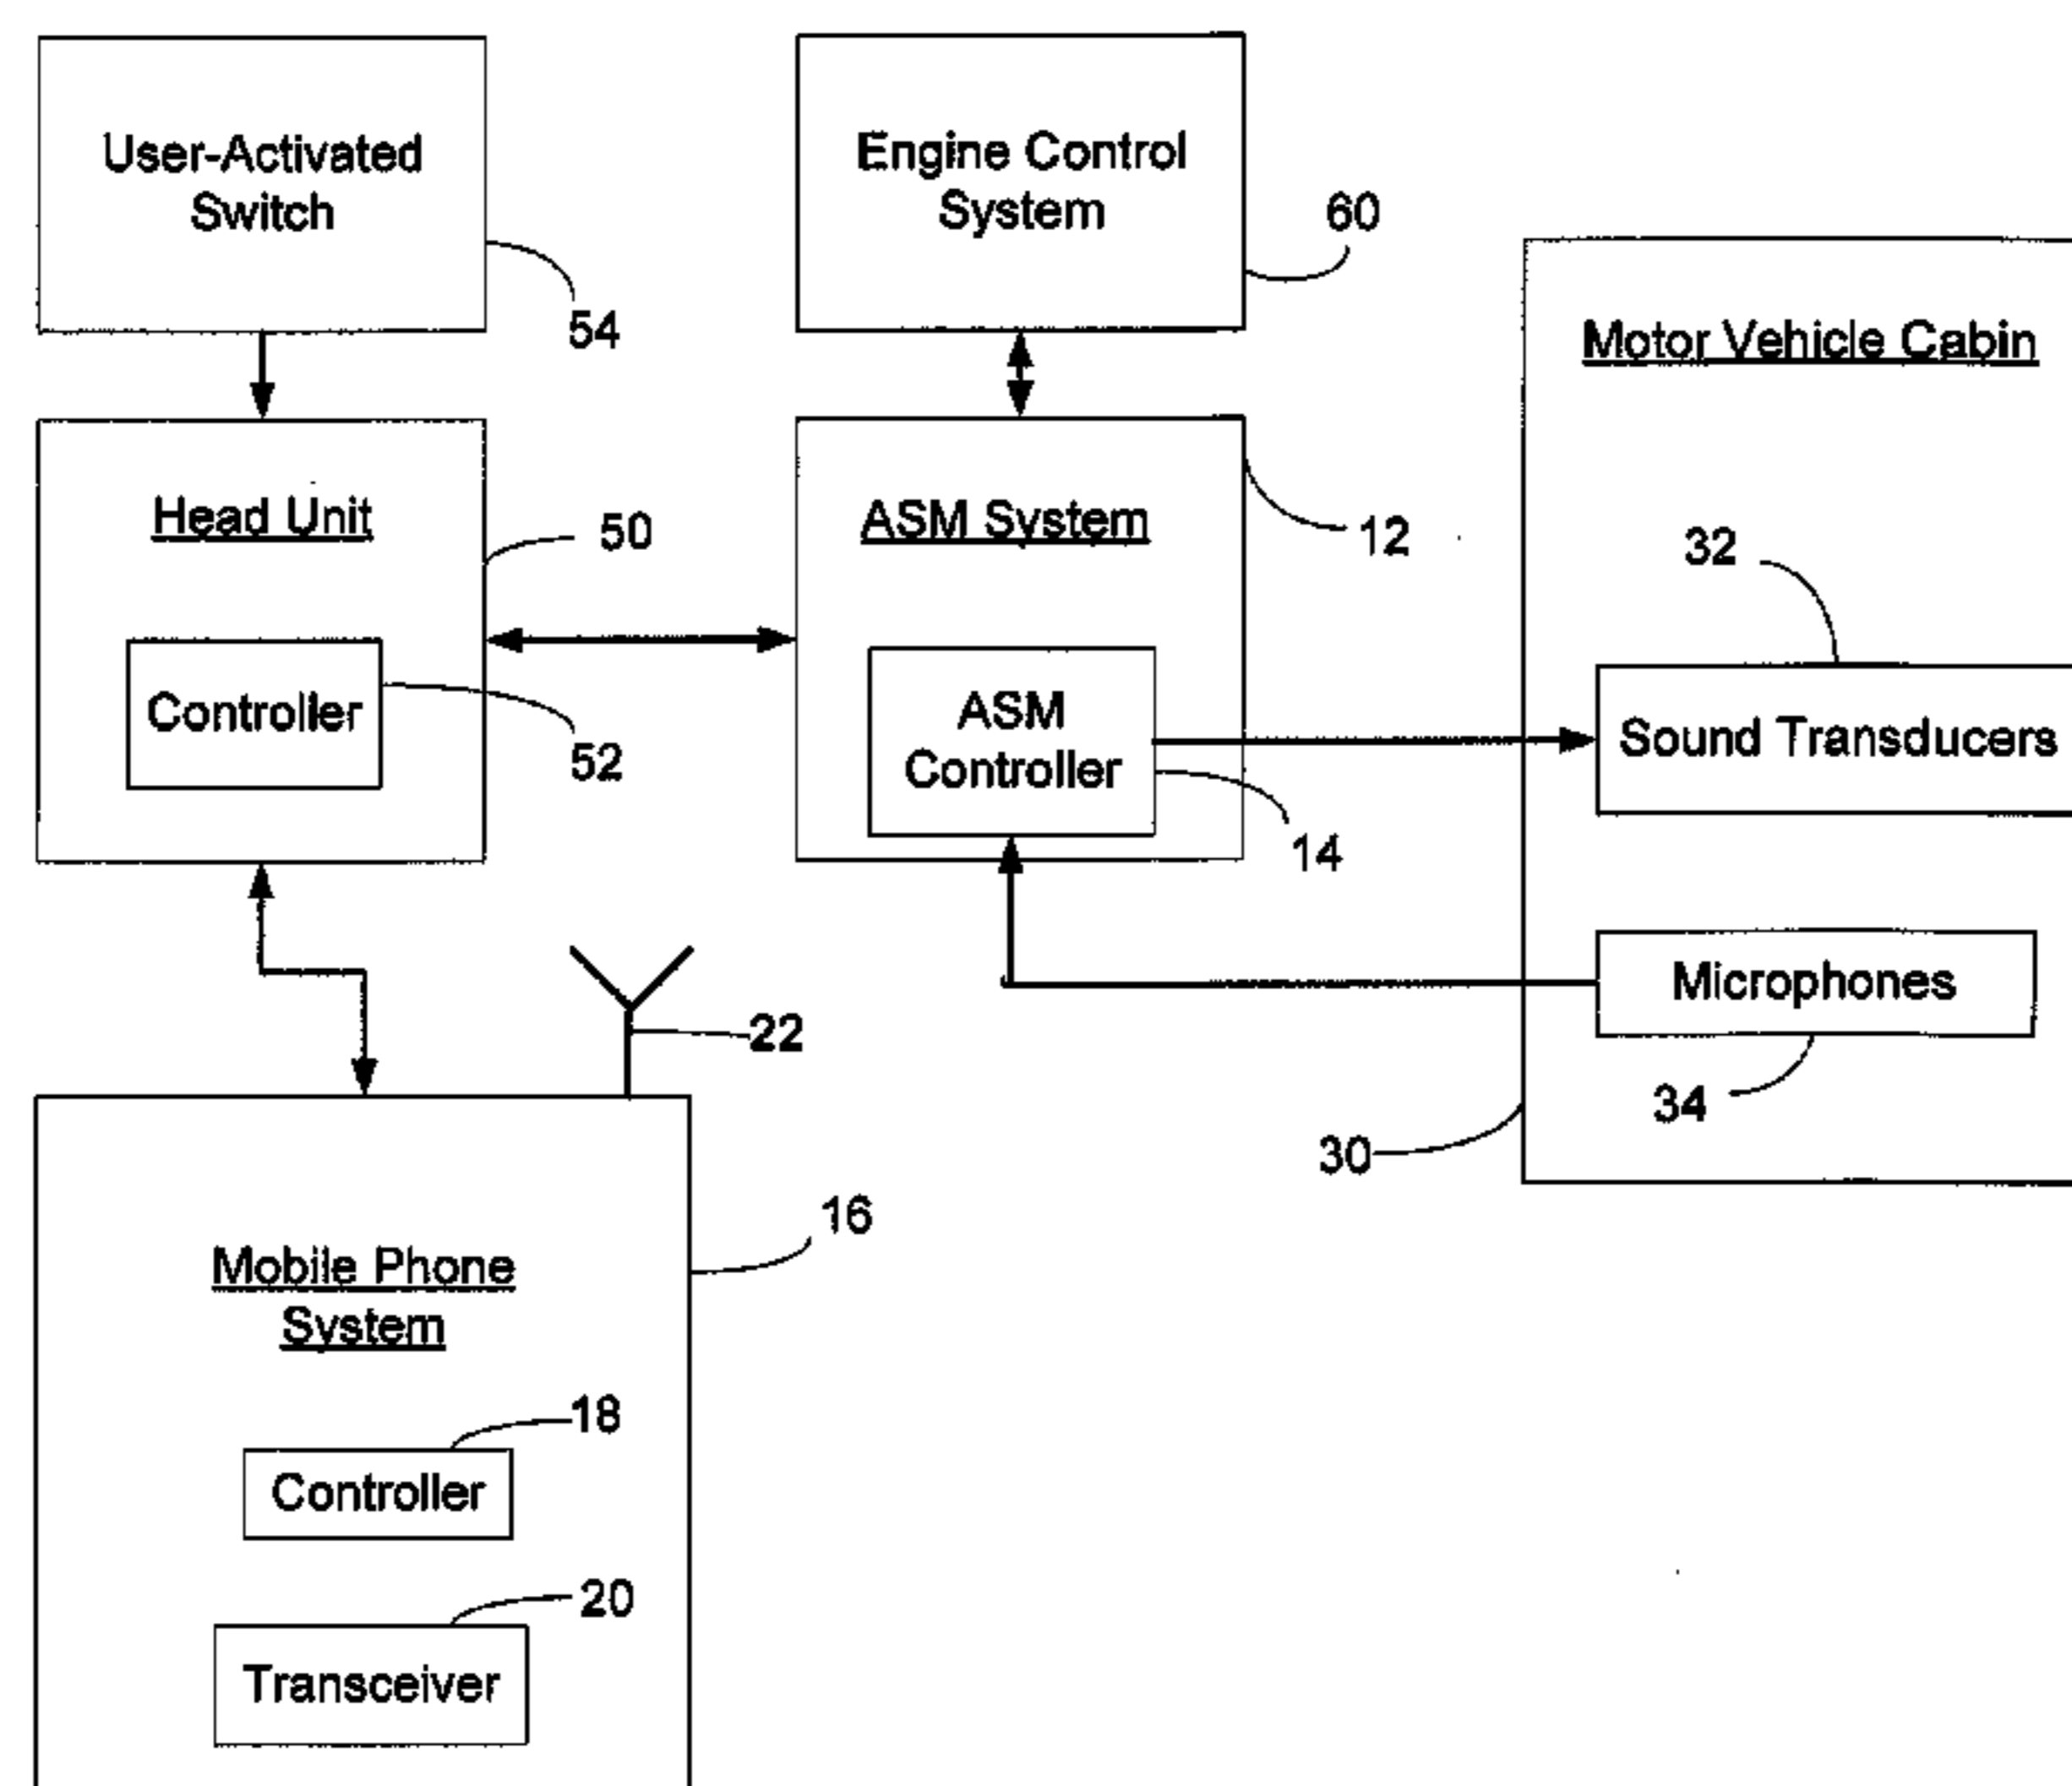 User-Activated
Switch
54
Engine Control
System
60
Head Unit
50
Controller
52
ASM System
12
ASM
Controller
14
Motor Vehicle Cabin
32
Sound Transducers
Microphones
34
30
22
Mobile Phone
System
16
18
Controller
20
Transceiver